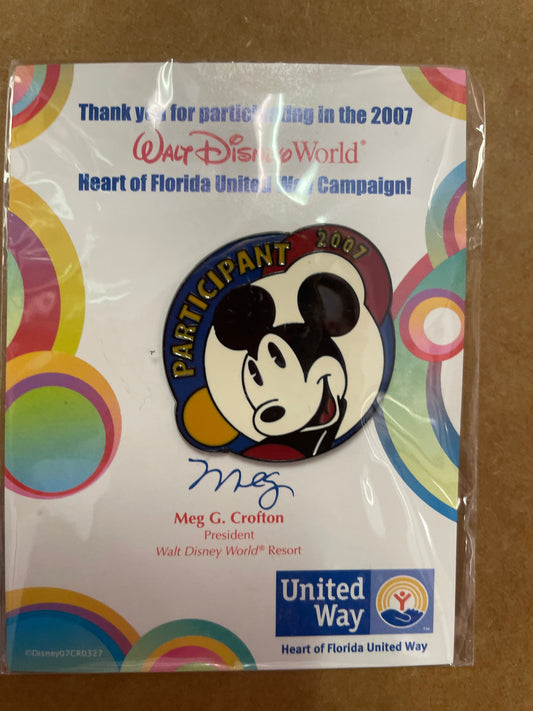 Thank you for participating in the 2007
Walt Disney World®
Heart of Florida United Way Campaign!
PARTICIPANT 2007
Meg
Meg G. Crofton
President
Walt Disney World® Resort
United
Way
TM
Heart of Florida United Way
©Disney07CR0327